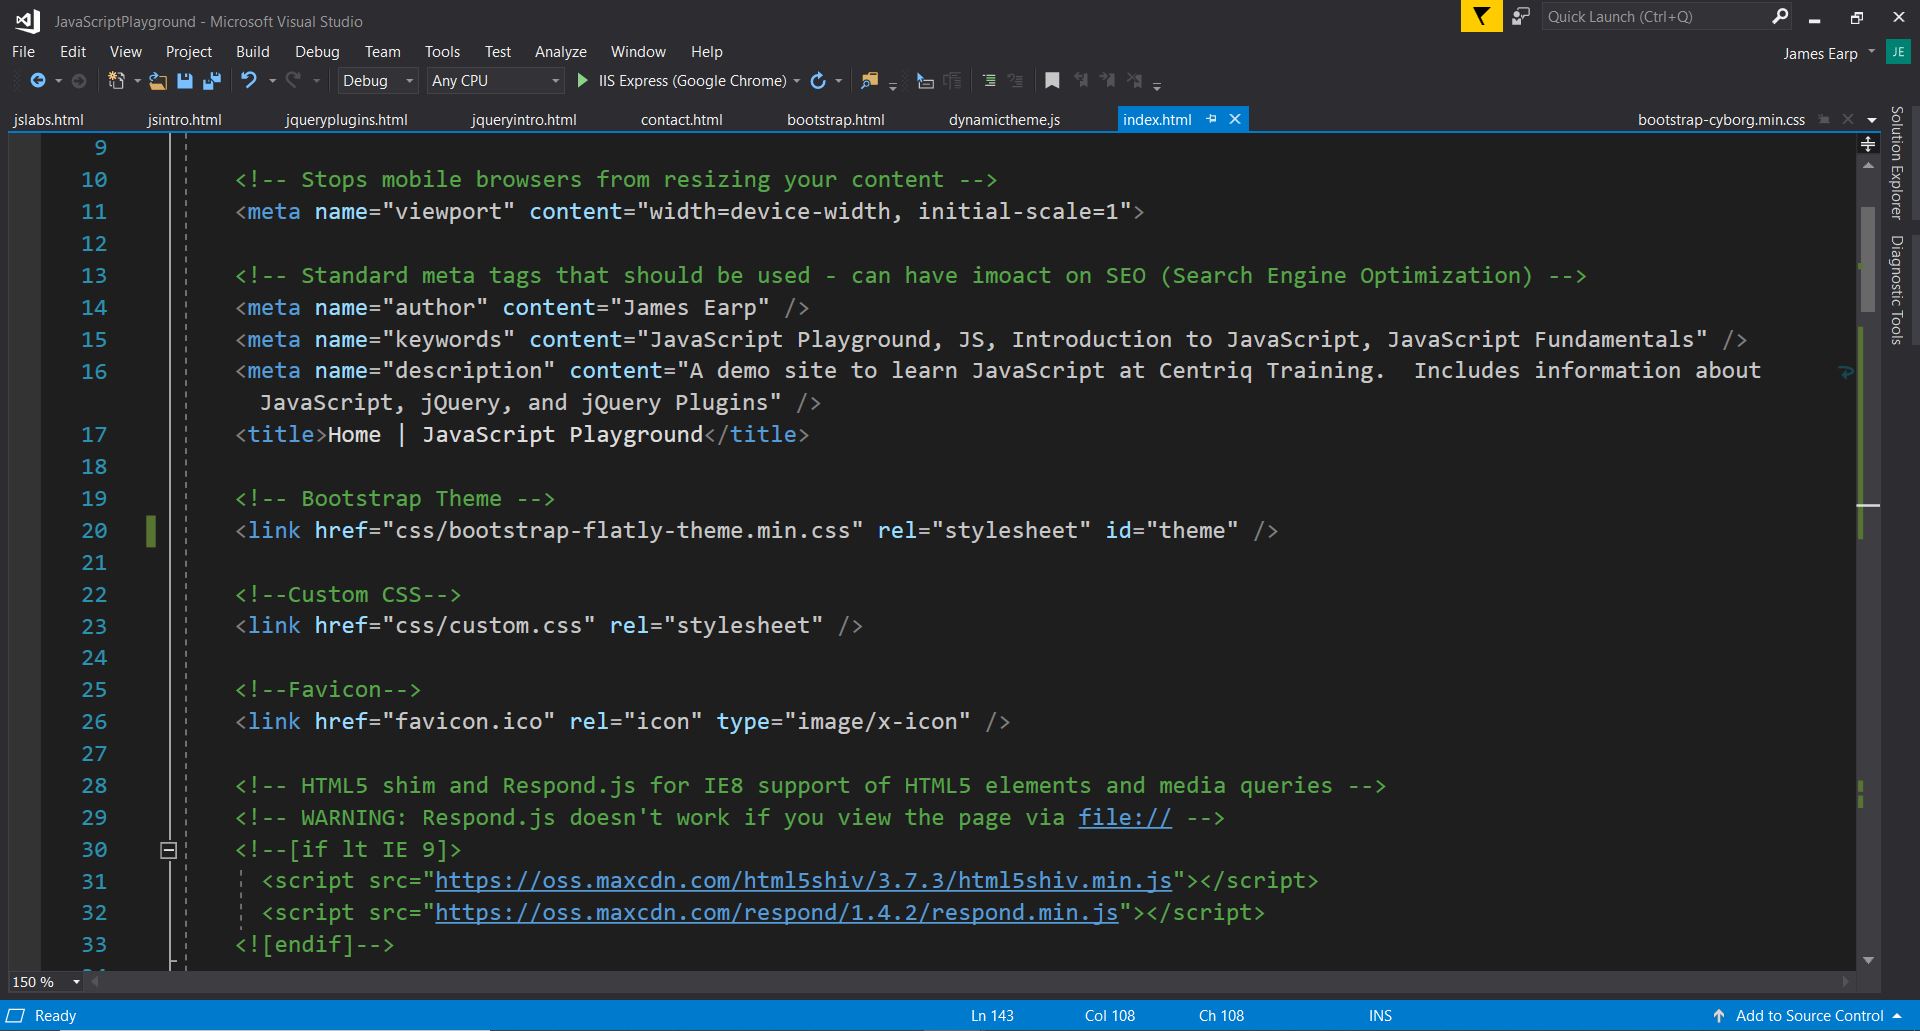 JavaScriptPlayground - Microsoft Visual Studio
Quick Launch (Ctrl+Q)
File Edit View Project Build Debug Team Tools Test Analyze Window Help
James Earp JE
Debug Any CPU IIS Express (Google Chrome)
jslabs.html jsintro.html jqueryplugins.html jqueryintro.html contact.html bootstrap.html dynamictheme.js index.html bootstrap-cyborg.min.css
Solution Explorer
Diagnostic Tools
9
10 <!-- Stops mobile browsers from resizing your content -->
11 <meta name="viewport" content="width=device-width, initial-scale=1">
12
13 <!-- Standard meta tags that should be used - can have imoact on SEO (Search Engine Optimization) -->
14 <meta name="author" content="James Earp" />
15 <meta name="keywords" content="JavaScript Playground, JS, Introduction to JavaScript, JavaScript Fundamentals" />
16 <meta name="description" content="A demo site to learn JavaScript at Centriq Training.  Includes information about
JavaScript, jQuery, and jQuery Plugins" />
17 <title>Home | JavaScript Playground</title>
18
19 <!-- Bootstrap Theme -->
20 <link href="css/bootstrap-flatly-theme.min.css" rel="stylesheet" id="theme" />
21
22 <!--Custom CSS-->
23 <link href="css/custom.css" rel="stylesheet" />
24
25 <!--Favicon-->
26 <link href="favicon.ico" rel="icon" type="image/x-icon" />
27
28 <!-- HTML5 shim and Respond.js for IE8 support of HTML5 elements and media queries -->
29 <!-- WARNING: Respond.js doesn't work if you view the page via file:// -->
30 <!--[if lt IE 9]>
31 <script src="https://oss.maxcdn.com/html5shiv/3.7.3/html5shiv.min.js"></script>
32 <script src="https://oss.maxcdn.com/respond/1.4.2/respond.min.js"></script>
33 <![endif]-->
150 %
Ready Ln 143 Col 108 Ch 108 INS Add to Source Control